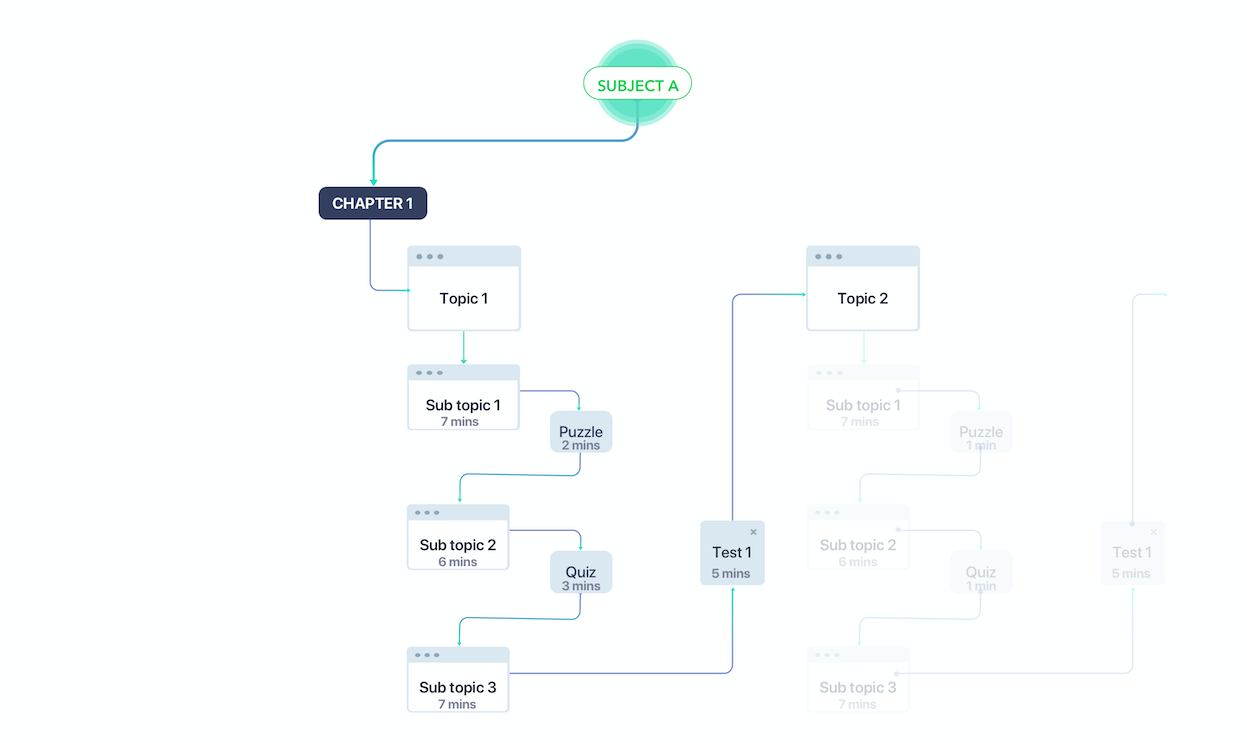 SUBJECT A
CHAPTER 1
Topic 1
Sub topic 1
7 mins
Puzzle
2 mins
Sub topic 2
6 mins
Quiz
3 mins
Sub topic 3
7 mins
Test 1
5 mins
Topic 2
Sub topic 1
7 mins
Puzzle
1 min
Sub topic 2
6 mins
Quiz
1 min
Sub topic 3
7 mins
Test 1
5 mins